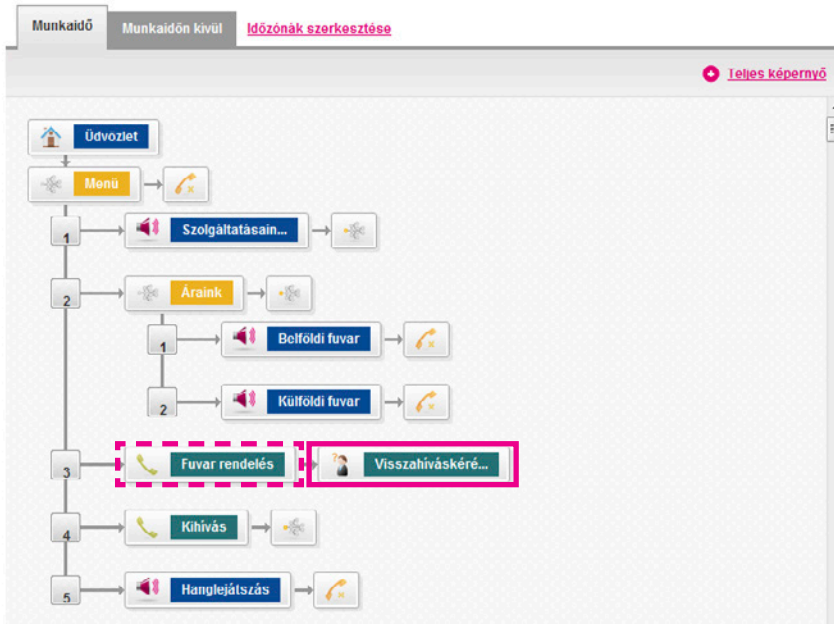 Munkaidő
Munkaidőn kívül
Időzónák szerkesztése
Teljes képernyő
Üdvozlet
Menü
1
Szolgáltatásain...
2
Áraink
1
Belföldi fuvar
2
Külföldi fuvar
3
Fuvar rendelés
Visszahíváskéré...
4
Kihívás
5
Hanglejátszás